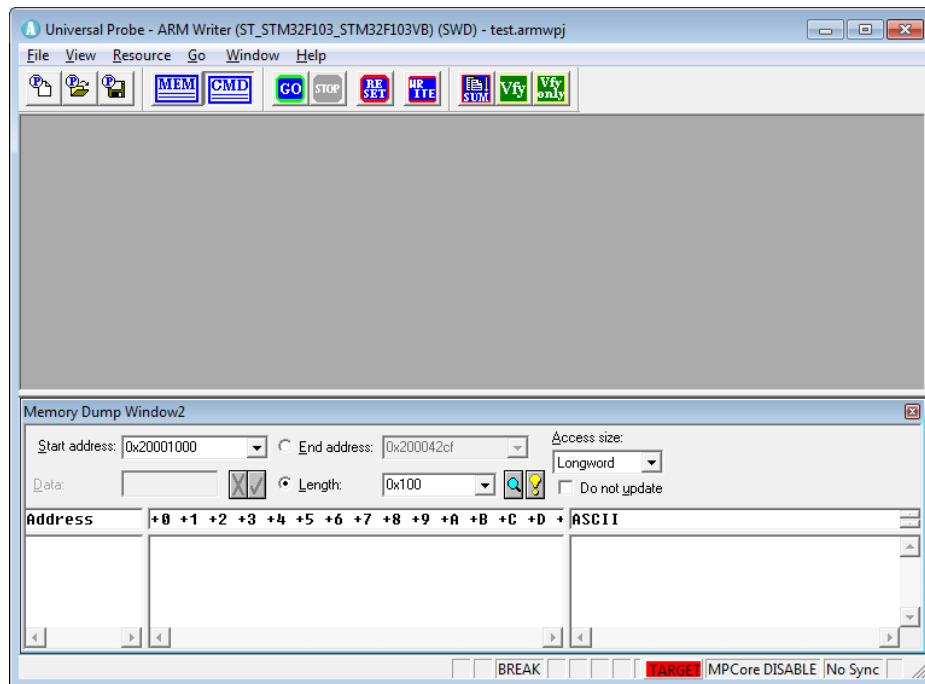 Universal Probe - ARM Writer (ST_STM32F103_STM32F103VB) (SWD) - test.armwpj
File View Resource Go Window Help
MEM CMD GO STOP RE SET WR ITE SUM Vfy Vfy only
Memory Dump Window2
Start address: 0x20001000 End address: 0x200042cf Access size:
Longword
Data: Length: 0x100 Do not update
Address +0 +1 +2 +3 +4 +5 +6 +7 +8 +9 +A +B +C +D + ASCII
BREAK TARGET MPCore DISABLE No Sync